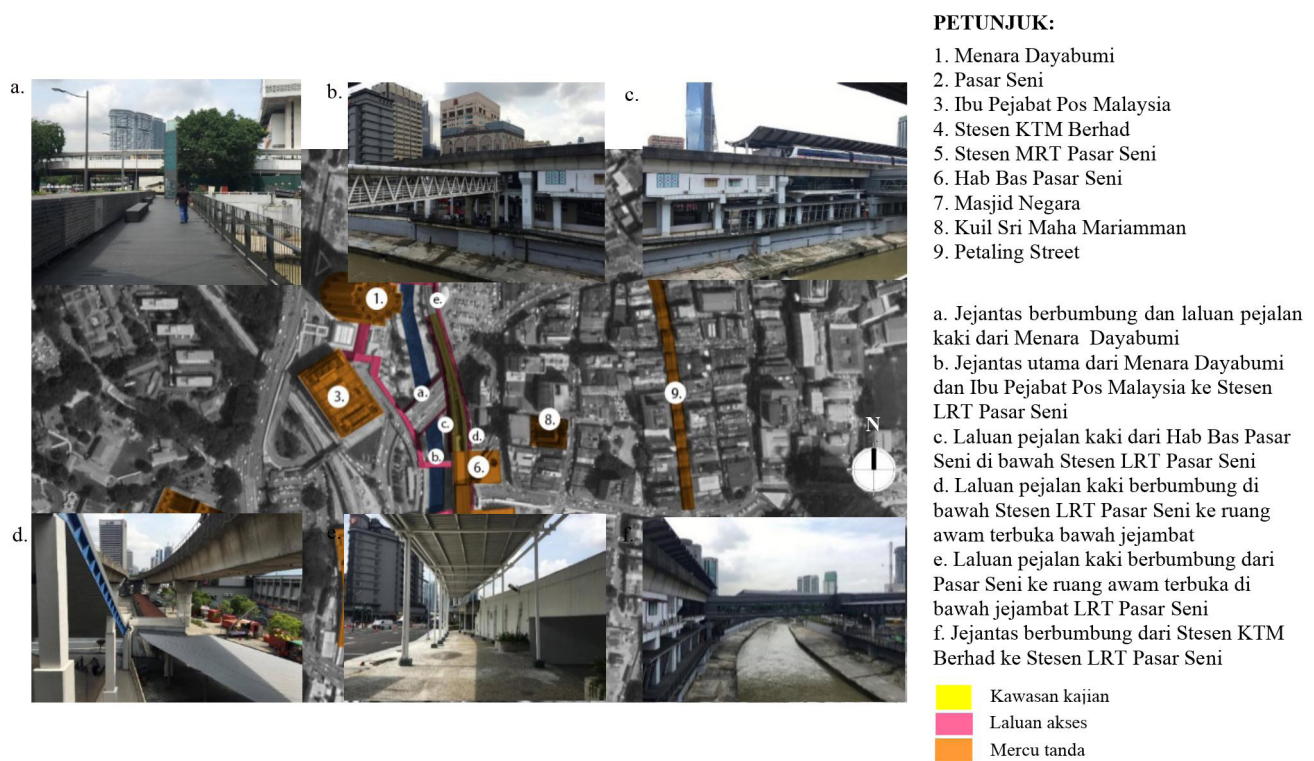 PETUNJUK:
1. Menara Dayabumi
2. Pasar Seni
3. Ibu Pejabat Pos Malaysia
4. Stesen KTM Berhad
5. Stesen MRT Pasar Seni
6. Hab Bas Pasar Seni
7. Masjid Negara
8. Kuil Sri Maha Mariamman
9. Petaling Street
a. Jejantas berbumbung dan laluan pejalan
kaki dari Menara Dayabumi
b. Jejantas utama dari Menara Dayabumi
dan Ibu Pejabat Pos Malaysia ke Stesen
LRT Pasar Seni
c. Laluan pejalan kaki dari Hab Bas Pasar
Seni di bawah Stesen LRT Pasar Seni
d. Laluan pejalan kaki berbumbung di
bawah Stesen LRT Pasar Seni ke ruang
awam terbuka bawah jejambat
e. Laluan pejalan kaki berbumbung dari
Pasar Seni ke ruang awam terbuka di
bawah jejambat LRT Pasar Seni
f. Jejantas berbumbung dari Stesen KTM
Berhad ke Stesen LRT Pasar Seni
Kawasan kajian
Laluan akses
Mercu tanda
a.
b.
c.
1.
e.
3.
a.
9.
c.
d.
8.
b.
6.
N
d.
e.
f.